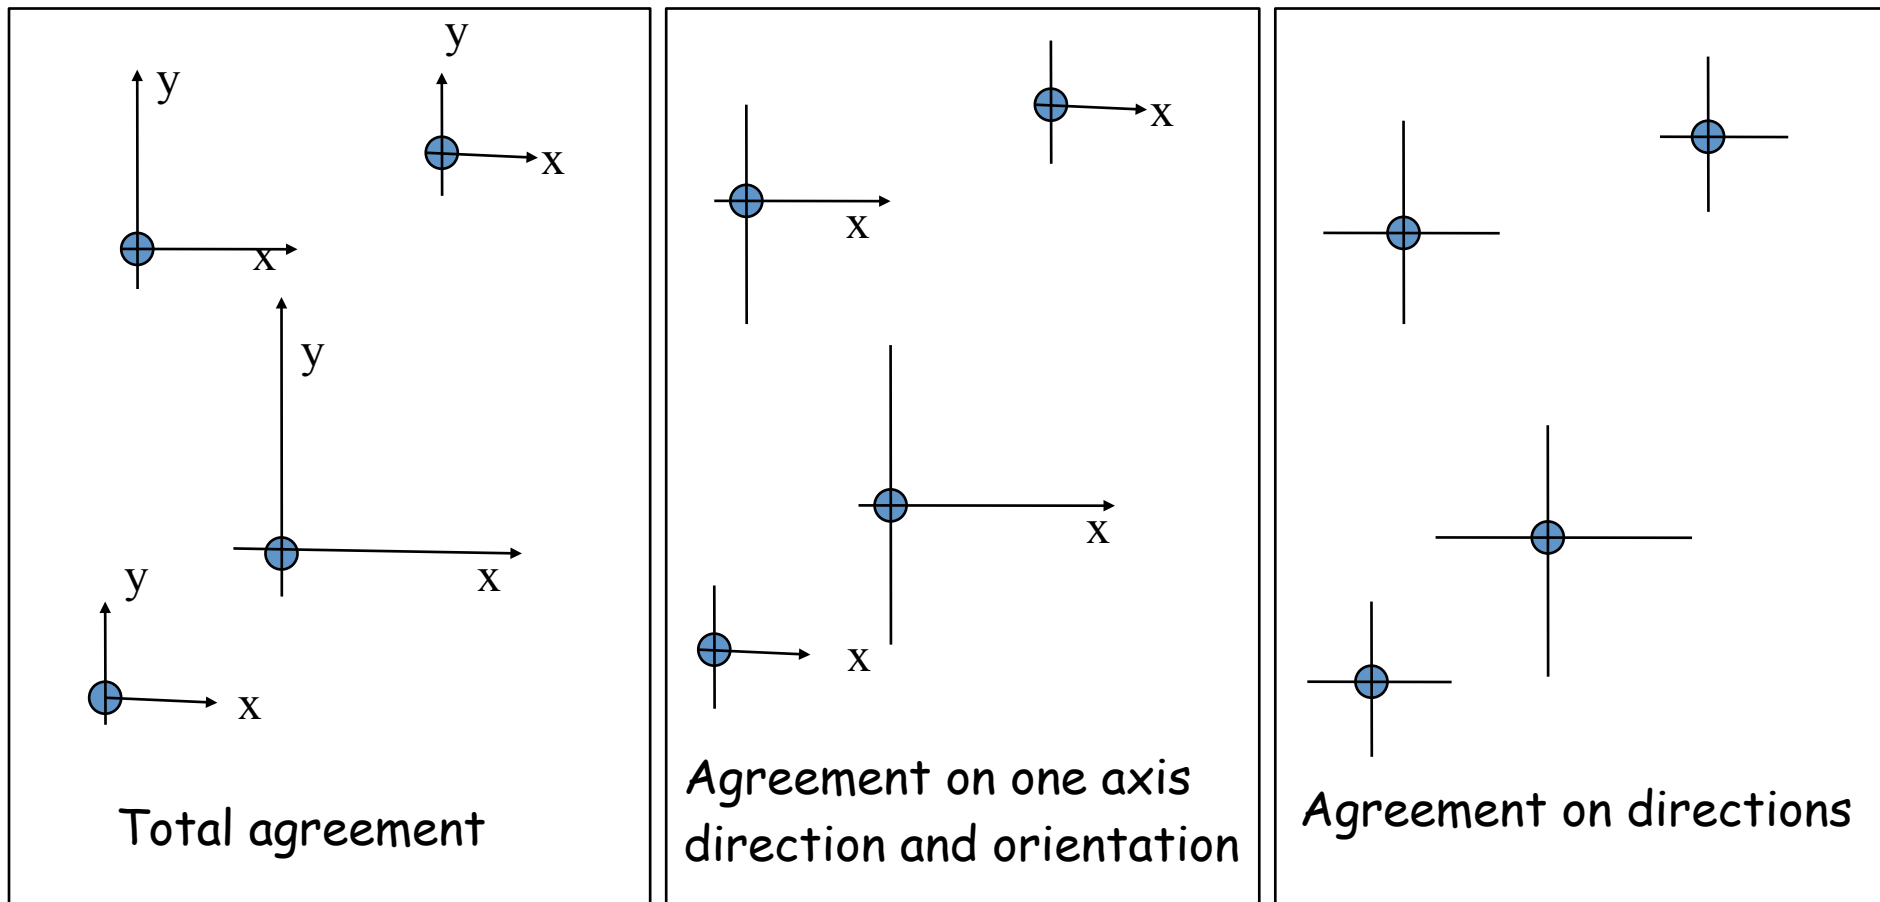 y
y
x
x
y
x
y
x
Total agreement
x
x
x
x
Agreement on one axis
direction and orientation
Agreement on directions